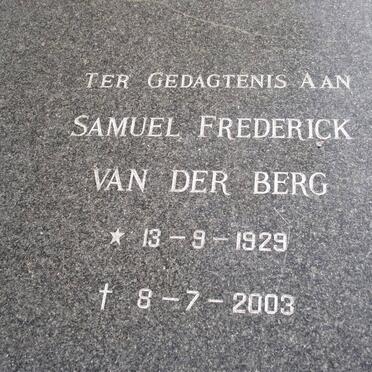 TER GEDAGTENIS AAN
SAMUEL FREDERICK
VAN DER BERG
★ 13-9-1929
† 8-7-2003